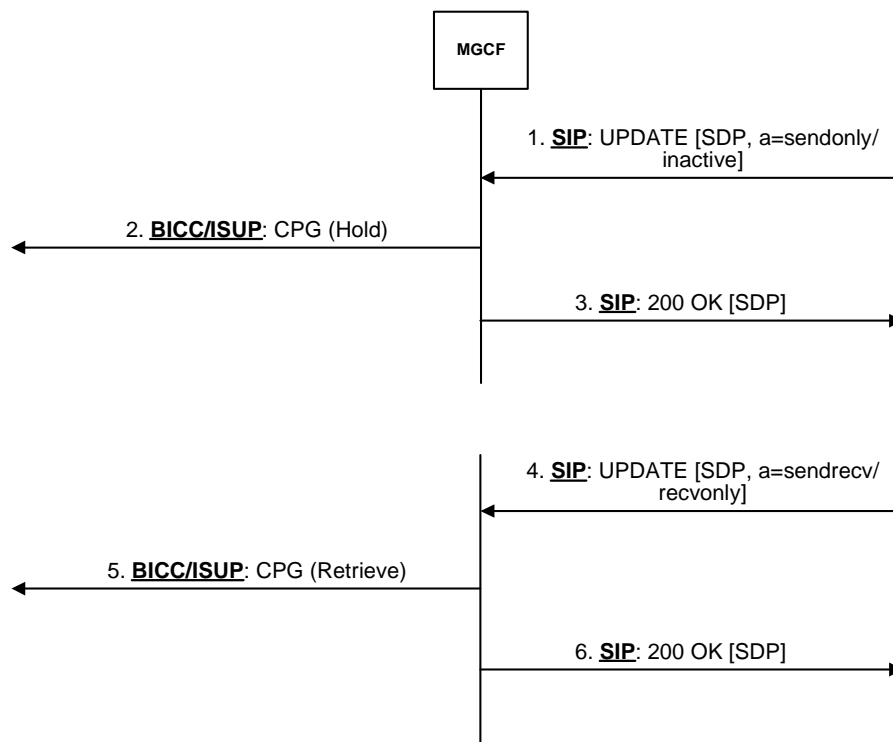 MGCF
1. SIP: UPDATE [SDP, a=sendonly/
inactive]
2. BICC/ISUP: CPG (Hold)
3. SIP: 200 OK [SDP]
4. SIP: UPDATE [SDP, a=sendrecv/
recvonly]
5. BICC/ISUP: CPG (Retrieve)
6. SIP: 200 OK [SDP]